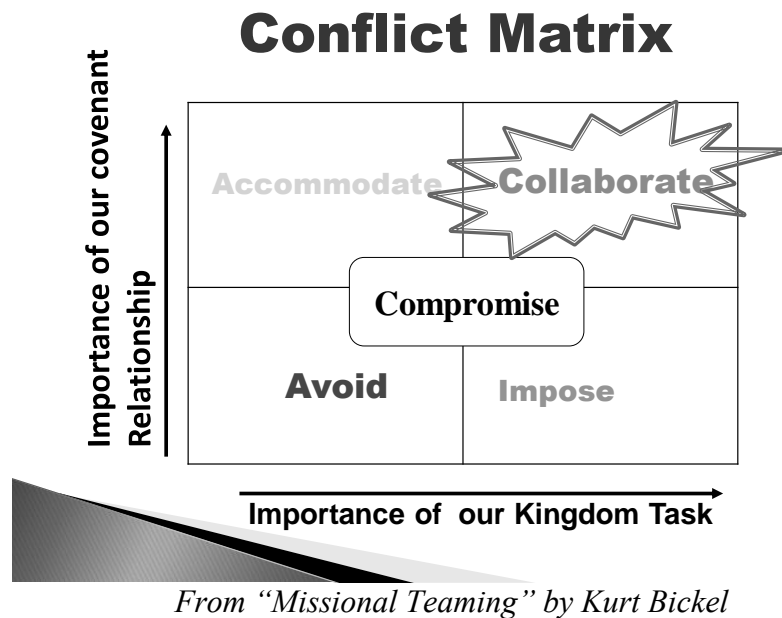 Conflict Matrix
Importance of our covenant
Relationship
Accommodate
Collaborate
Compromise
Avoid
Impose
Importance of our Kingdom Task
From “Missional Teaming” by Kurt Bickel